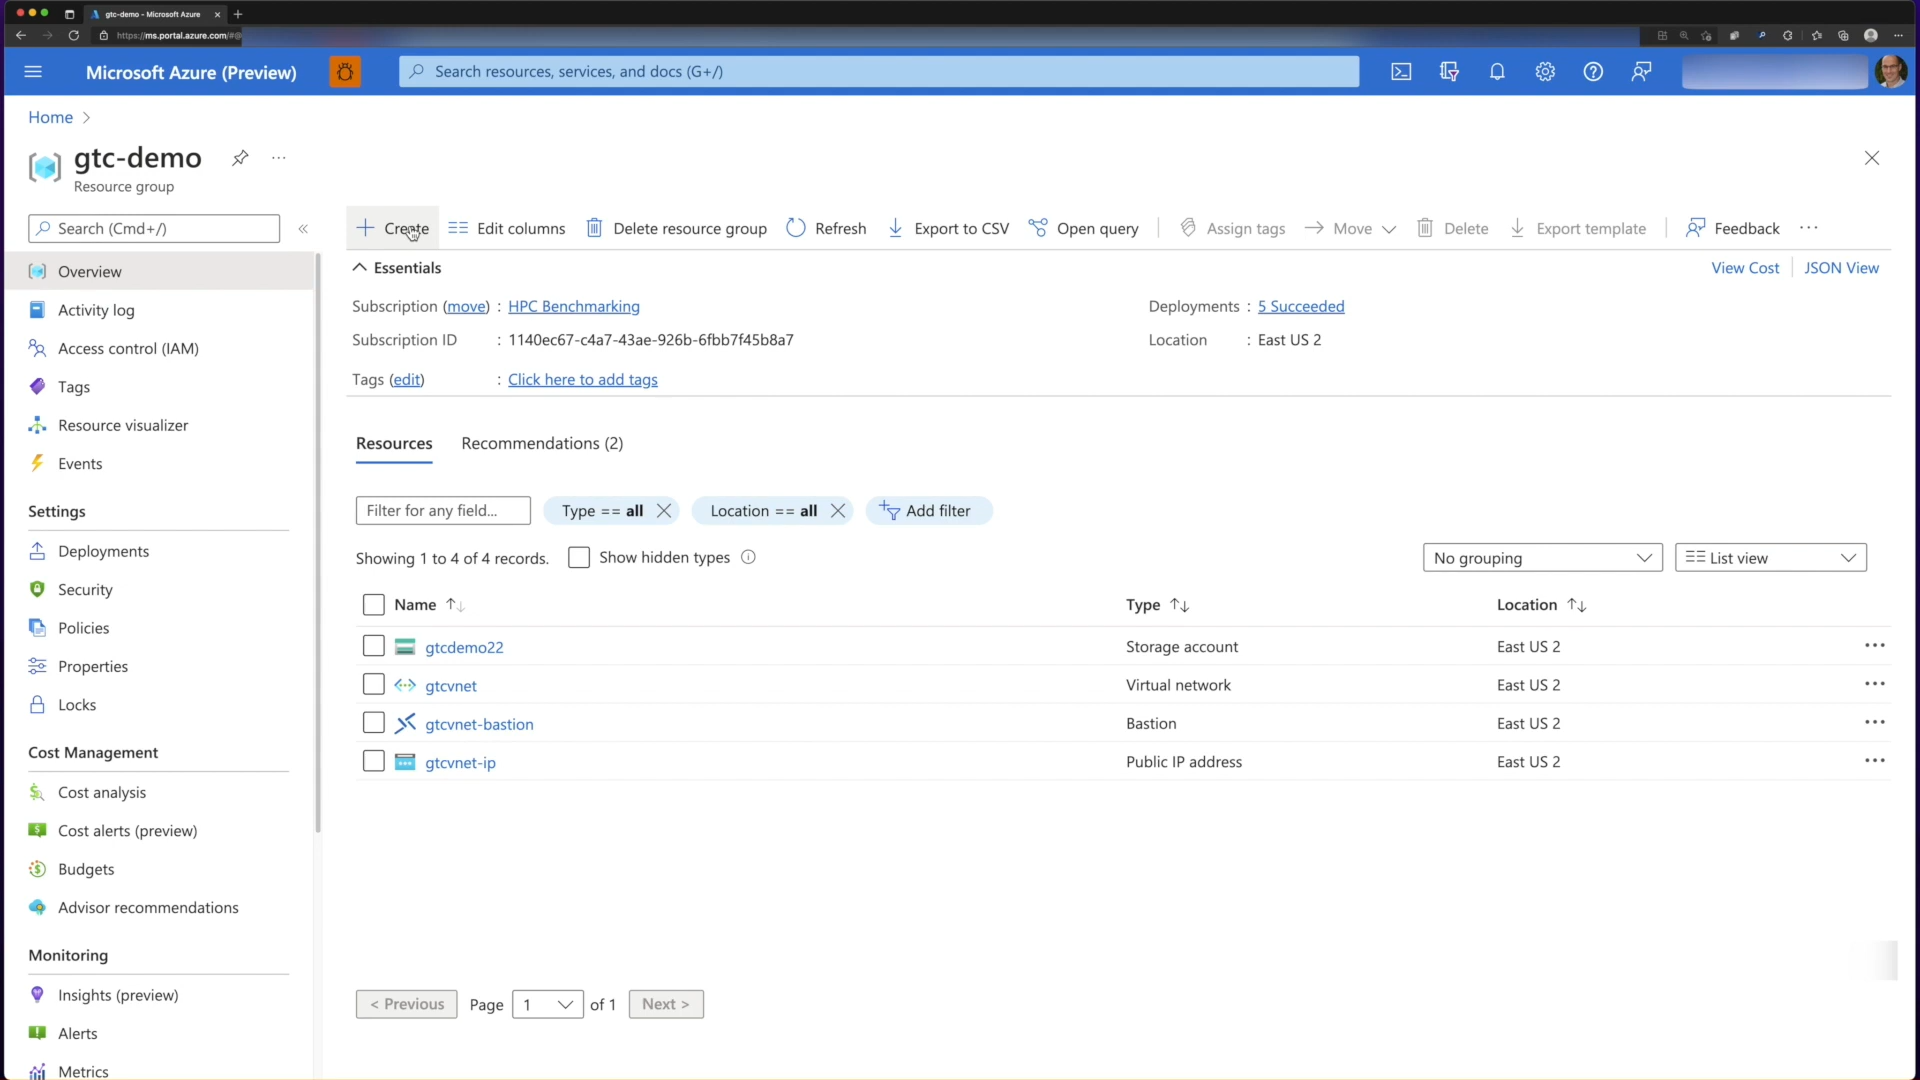 gtc-demo - Microsoft Azure
https://ms.portal.azure.com/#@
Microsoft Azure (Preview)
Search resources, services, and docs (G+/)
Home
gtc-demo
Resource group
Search (Cmd+/)
Create
Edit columns
Delete resource group
Refresh
Export to CSV
Open query
Assign tags
Move
Delete
Export template
Feedback
Overview
Activity log
Access control (IAM)
Tags
Resource visualizer
Events
Settings
Deployments
Security
Policies
Properties
Locks
Cost Management
Cost analysis
Cost alerts (preview)
Budgets
Advisor recommendations
Monitoring
Insights (preview)
Alerts
Metrics
Essentials
View Cost
JSON View
Subscription (move) : HPC Benchmarking
Deployments : 5 Succeeded
Subscription ID : 1140ec67-c4a7-43ae-926b-6fbb7f45b8a7
Location : East US 2
Tags (edit) : Click here to add tags
Resources
Recommendations (2)
Filter for any field...
Type == all
Location == all
Add filter
Showing 1 to 4 of 4 records.
Show hidden types
No grouping
List view
Name Type Location
gtcdemo22 Storage account East US 2
gtcvnet Virtual network East US 2
gtcvnet-bastion Bastion East US 2
gtcvnet-ip Public IP address East US 2
< Previous Page 1 of 1 Next >